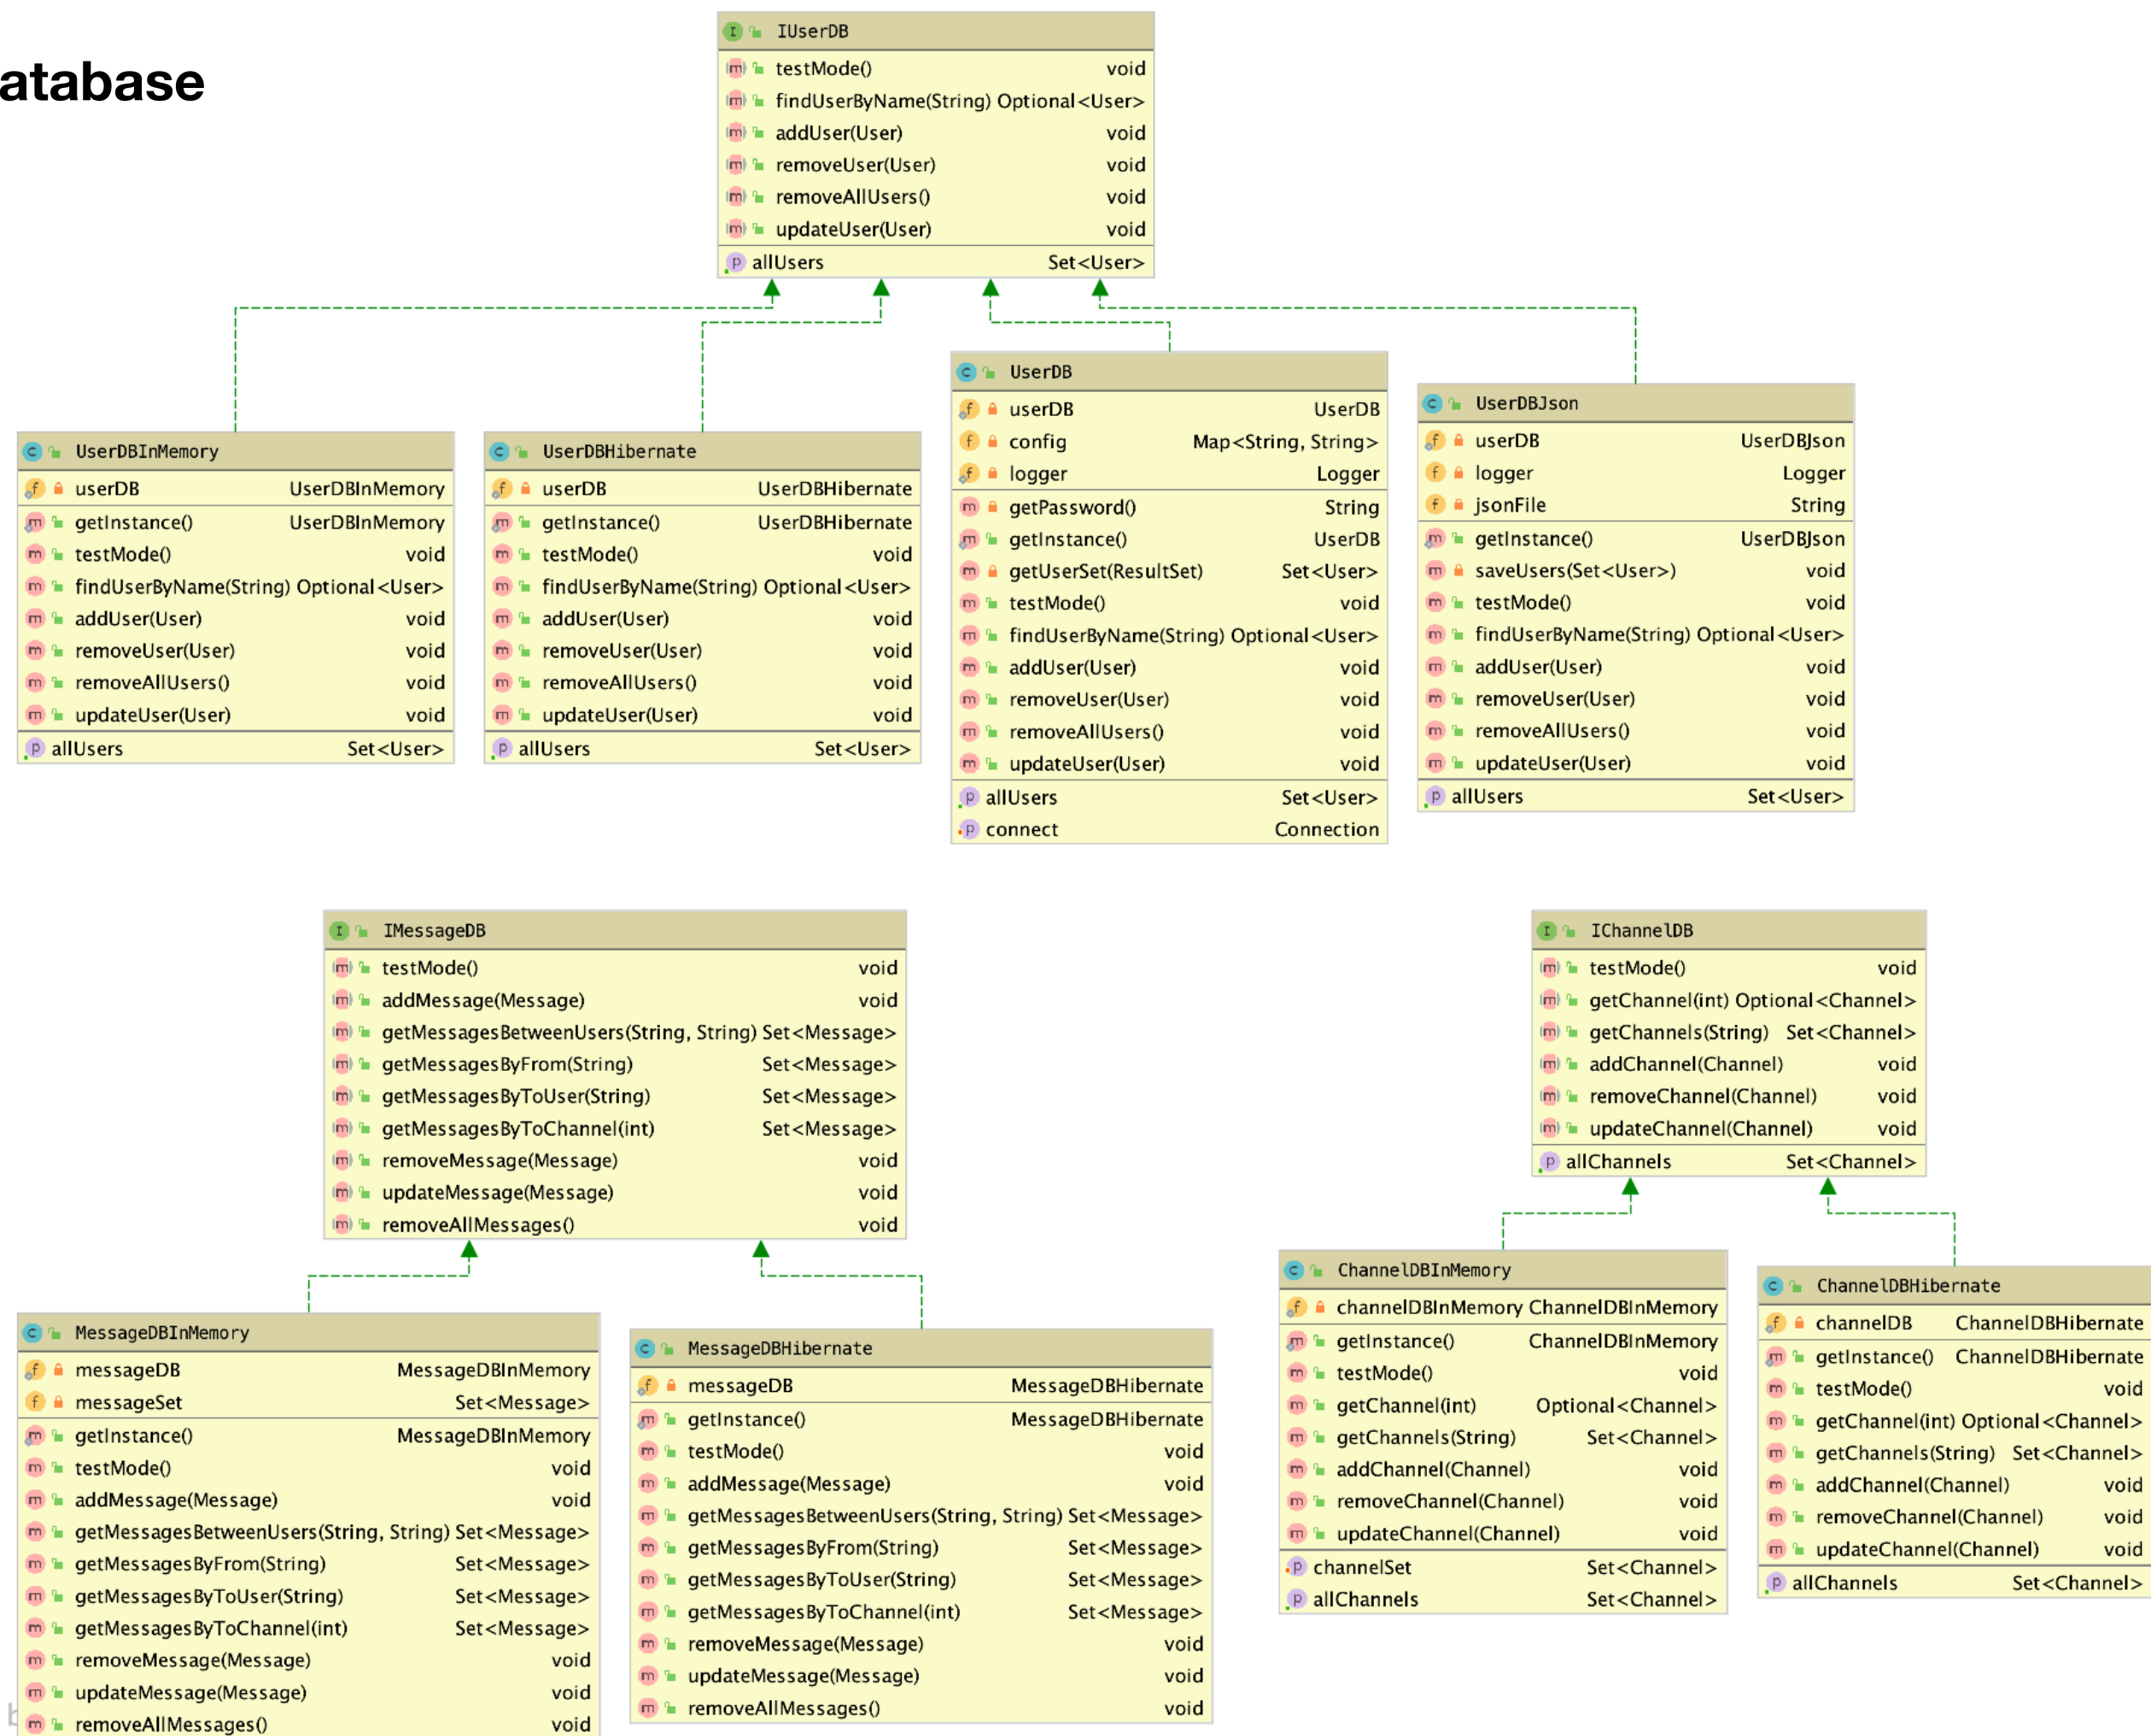 atabase
IUserDB
testMode() void
findUserByName(String) Optional<User>
addUser(User) void
removeUser(User) void
removeAllUsers() void
updateUser(User) void
allUsers Set<User>
UserDBInMemory
userDB UserDBInMemory
getInstance() UserDBInMemory
testMode() void
findUserByName(String) Optional<User>
addUser(User) void
removeUser(User) void
removeAllUsers() void
updateUser(User) void
allUsers Set<User>
UserDBHibernate
userDB UserDBHibernate
getInstance() UserDBHibernate
testMode() void
findUserByName(String) Optional<User>
addUser(User) void
removeUser(User) void
removeAllUsers() void
updateUser(User) void
allUsers Set<User>
UserDB
userDB UserDB
config Map<String, String>
logger Logger
getPassword() String
getInstance() UserDB
getUserSet(ResultSet) Set<User>
testMode() void
findUserByName(String) Optional<User>
addUser(User) void
removeUser(User) void
removeAllUsers() void
updateUser(User) void
allUsers Set<User>
connect Connection
UserDBJson
userDB UserDBJson
logger Logger
jsonFile String
getInstance() UserDBJson
saveUsers(Set<User>) void
testMode() void
findUserByName(String) Optional<User>
addUser(User) void
removeUser(User) void
removeAllUsers() void
updateUser(User) void
allUsers Set<User>
IMessageDB
testMode() void
addMessage(Message) void
getMessagesBetweenUsers(String, String) Set<Message>
getMessagesByFrom(String) Set<Message>
getMessagesByToUser(String) Set<Message>
getMessagesByToChannel(int) Set<Message>
removeMessage(Message) void
updateMessage(Message) void
removeAllMessages() void
MessageDBInMemory
messageDB MessageDBInMemory
messageSet Set<Message>
getInstance() MessageDBInMemory
testMode() void
addMessage(Message) void
getMessagesBetweenUsers(String, String) Set<Message>
getMessagesByFrom(String) Set<Message>
getMessagesByToUser(String) Set<Message>
getMessagesByToChannel(int) Set<Message>
removeMessage(Message) void
updateMessage(Message) void
removeAllMessages() void
MessageDBHibernate
messageDB MessageDBHibernate
getInstance() MessageDBHibernate
testMode() void
addMessage(Message) void
getMessagesBetweenUsers(String, String) Set<Message>
getMessagesByFrom(String) Set<Message>
getMessagesByToUser(String) Set<Message>
getMessagesByToChannel(int) Set<Message>
removeMessage(Message) void
updateMessage(Message) void
removeAllMessages() void
IChannelDB
testMode() void
getChannel(int) Optional<Channel>
getChannels(String) Set<Channel>
addChannel(Channel) void
removeChannel(Channel) void
updateChannel(Channel) void
allChannels Set<Channel>
ChannelDBInMemory
channelDBInMemory ChannelDBInMemory
getInstance() ChannelDBInMemory
testMode() void
getChannel(int) Optional<Channel>
getChannels(String) Set<Channel>
addChannel(Channel) void
removeChannel(Channel) void
updateChannel(Channel) void
channelSet Set<Channel>
allChannels Set<Channel>
ChannelDBHibernate
channelDB ChannelDBHibernate
getInstance() ChannelDBHibernate
testMode() void
getChannel(int) Optional<Channel>
getChannels(String) Set<Channel>
addChannel(Channel) void
removeChannel(Channel) void
updateChannel(Channel) void
allChannels Set<Channel>